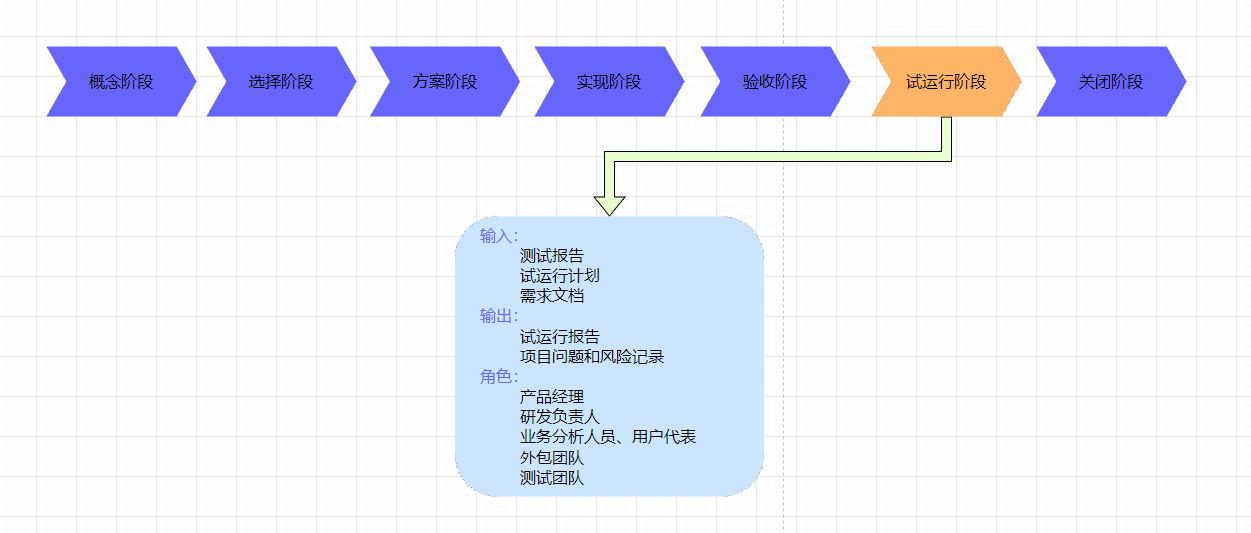 概念阶段
选择阶段
方案阶段
实现阶段
验收阶段
试运行阶段
关闭阶段
输入：
测试报告
试运行计划
需求文档
输出：
试运行报告
项目问题和风险记录
角色：
产品经理
研发负责人
业务分析人员、用户代表
外包团队
测试团队